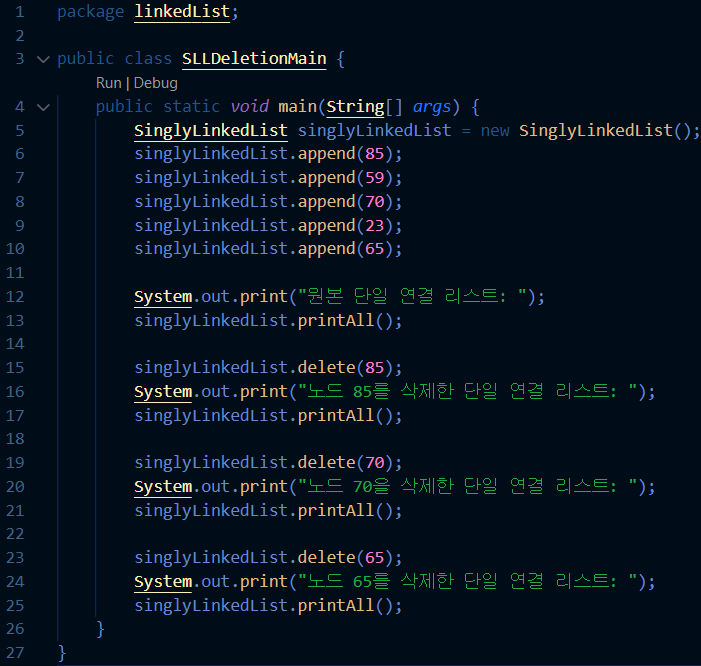 1 package linkedList;
2
3 public class SLLDeletionMain {
Run | Debug
4 public static void main(String[] args) {
5 SinglyLinkedList singlyLinkedList = new SinglyLinkedList();
6 singlyLinkedList.append(85);
7 singlyLinkedList.append(59);
8 singlyLinkedList.append(70);
9 singlyLinkedList.append(23);
10 singlyLinkedList.append(65);
11
12 System.out.print("원본 단일 연결 리스트: ");
13 singlyLinkedList.printAll();
14
15 singlyLinkedList.delete(85);
16 System.out.print("노드 85를 삭제한 단일 연결 리스트: ");
17 singlyLinkedList.printAll();
18
19 singlyLinkedList.delete(70);
20 System.out.print("노드 70을 삭제한 단일 연결 리스트: ");
21 singlyLinkedList.printAll();
22
23 singlyLinkedList.delete(65);
24 System.out.print("노드 65를 삭제한 단일 연결 리스트: ");
25 singlyLinkedList.printAll();
26 }
27 }